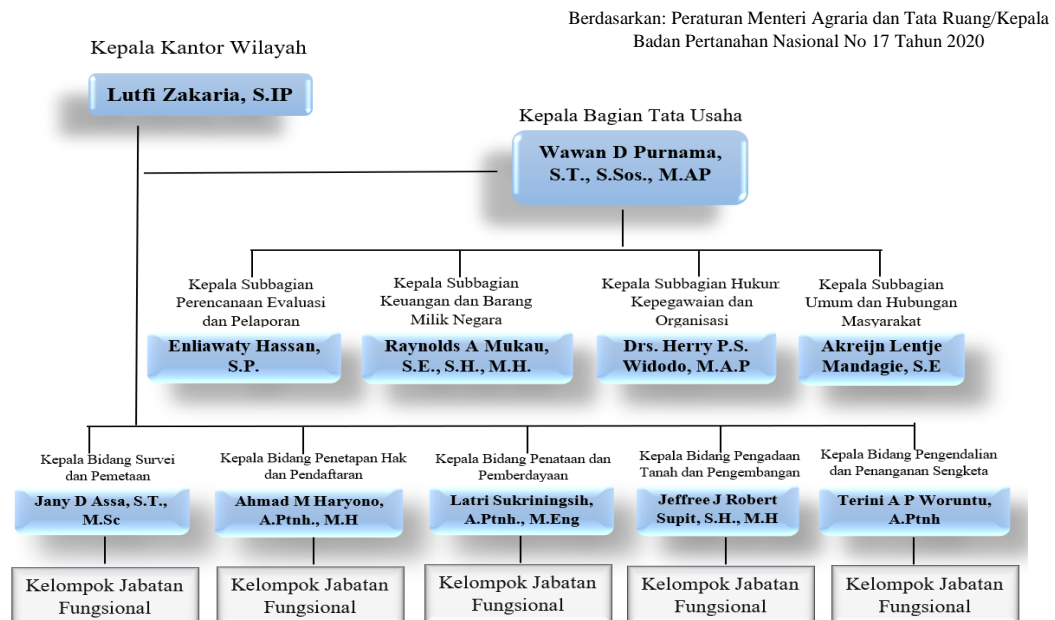 Berdasarkan: Peraturan Menteri Agraria dan Tata Ruang/Kepala
Badan Pertanahan Nasional No 17 Tahun 2020
Kepala Kantor Wilayah
Lutfi Zakaria, S.IP
Kepala Bagian Tata Usaha
Wawan D Purnama,
S.T., S.Sos., M.AP
Kepala Subbagian
Perencanaan Evaluasi
dan Pelaporan
Enliawaty Hassan,
S.P.
Kepala Subbagian
Keuangan dan Barang
Milik Negara
Raynolds A Mukau,
S.E., S.H., M.H.
Kepala Subbagian Hukum
Kepegawaian dan
Organisasi
Drs. Herry P.S.
Widodo, M.A.P
Kepala Subbagian
Umum dan Hubungan
Masyarakat
Akreijn Lentje
Mandagie, S.E
Kepala Bidang Survei
dan Pemetaan
Jany D Assa, S.T.,
M.Sc
Kelompok Jabatan
Fungsional
Kepala Bidang Penetapan Hak
dan Pendaftaran
Ahmad M Haryono,
A.Ptnh., M.H
Kelompok Jabatan
Fungsional
Kepala Bidang Penataan dan
Pemberdayaan
Latri Sukriningsih,
A.Ptnh., M.Eng
Kelompok Jabatan
Fungsional
Kepala Bidang Pengadaan
Tanah dan Pengembangan
Jeffree J Robert
Supit, S.H., M.H
Kelompok Jabatan
Fungsional
Kepala Bidang Pengendalian
dan Penanganan Sengketa
Terini A P Woruntu,
A.Ptnh
Kelompok Jabatan
Fungsional